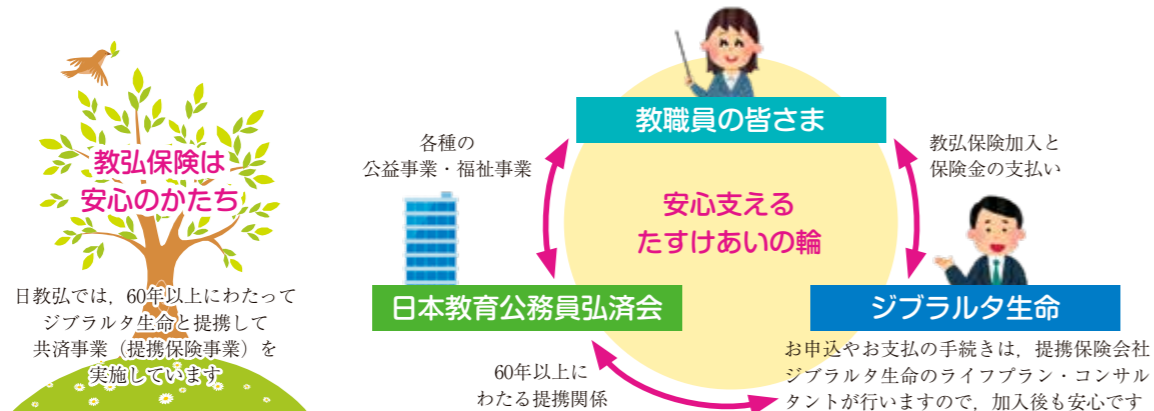 教弘保険は
安心のかたち
日教弘では，60年以上にわたって
ジブラルタ生命と提携して
共済事業（提携保険事業）を
実施しています
教職員の皆さま
各種の
公益事業・福祉事業
教弘保険加入と
保険金の支払い
安心支える
たすけあいの輪
日本教育公務員弘済会
ジブラルタ生命
60年以上に
わたる提携関係
お申込やお支払の手続きは，提携保険会社
ジブラルタ生命のライフプラン・コンサル
タントが行いますので，加入後も安心です